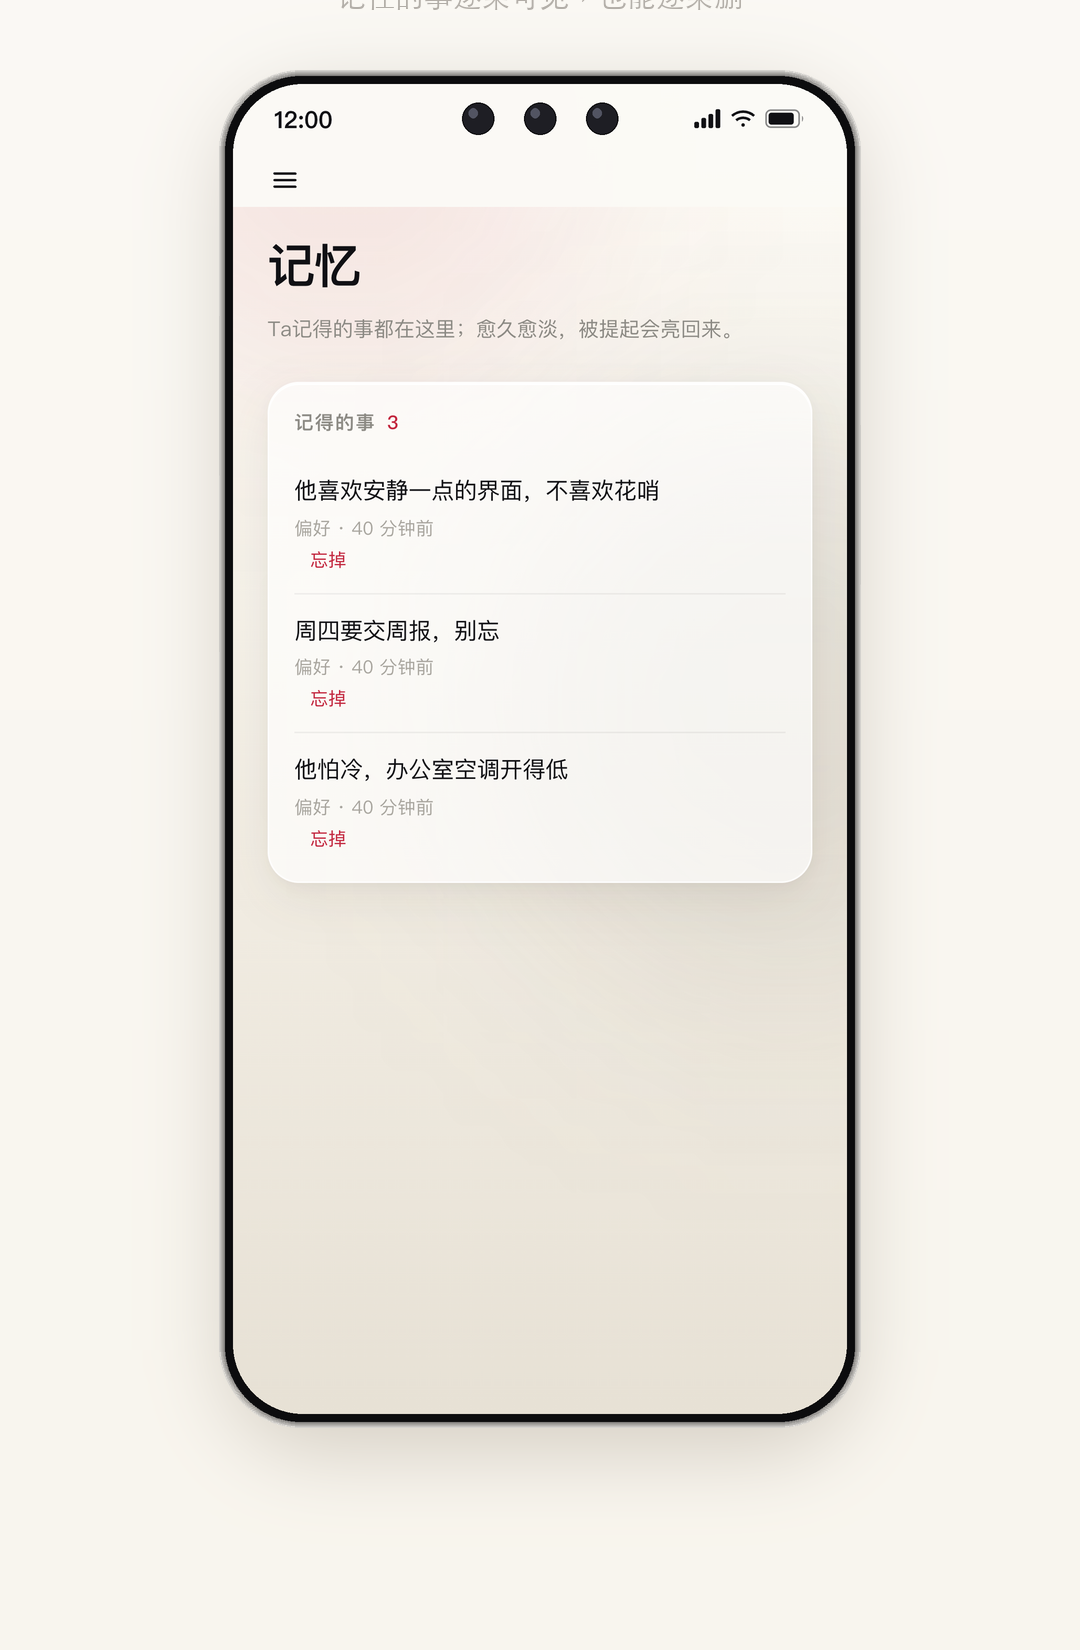 12:00
记忆
Ta记得的事都在这里；愈久愈淡，被提起会亮回来。
记得的事 3
他喜欢安静一点的界面，不喜欢花哨
偏好 · 40 分钟前
忘掉
周四要交周报，别忘
偏好 · 40 分钟前
忘掉
他怕冷，办公室空调开得低
偏好 · 40 分钟前
忘掉